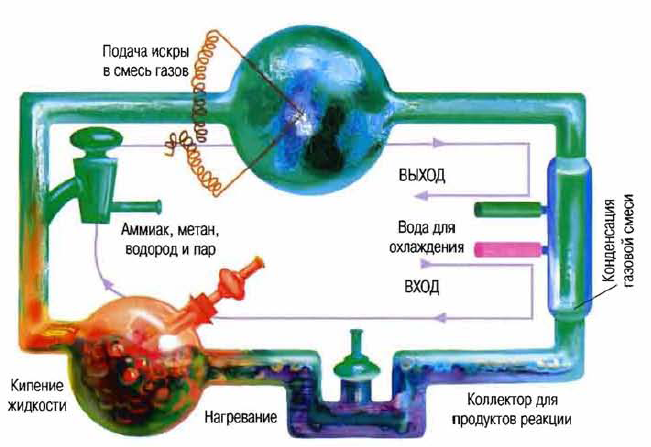 Подача искры
в смесь газов
ВЫХОД
Аммиак, метан,
водород и пар
Вода для
охлаждения
ВХОД
Конденсация
газовой смеси
Кипение
жидкости
Нагревание
Коллектор для
продуктов реакции